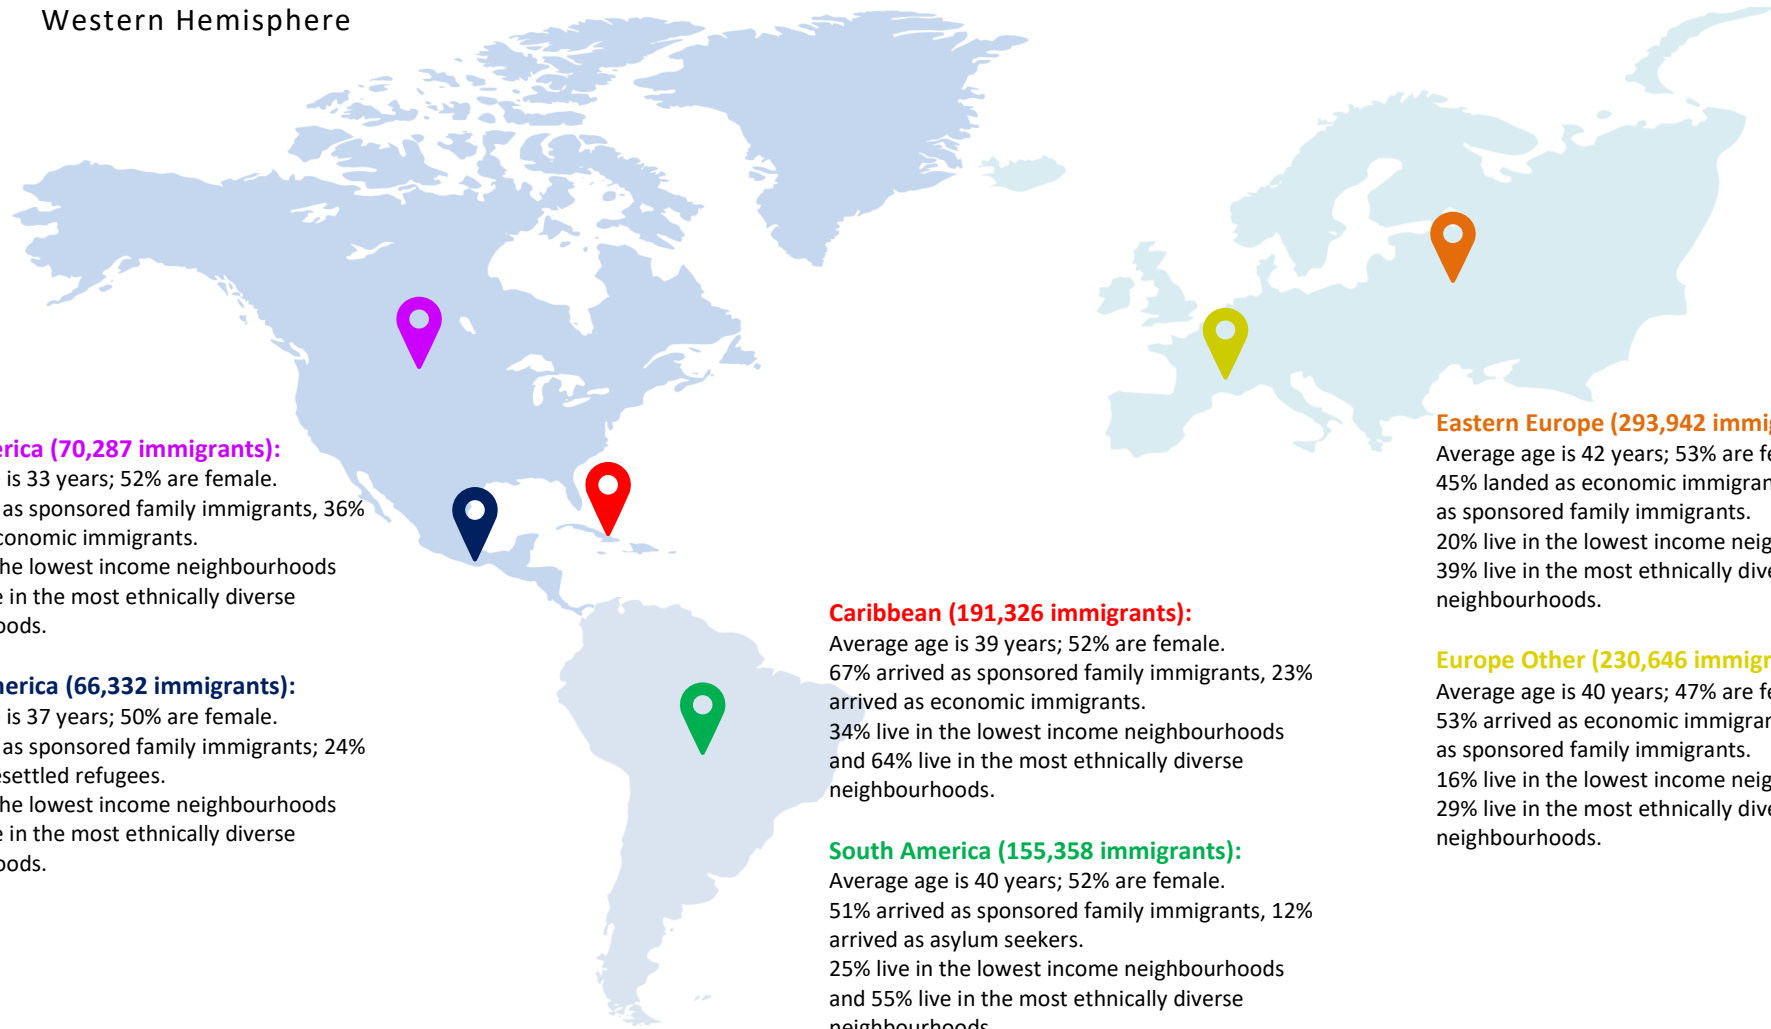 Western Hemisphere
erica (70,287 immigrants):
is 33 years; 52% are female.
as sponsored family immigrants, 36%
conomic immigrants.
he lowest income neighbourhoods
e in the most ethnically diverse
oods.
nerica (66,332 immigrants):
is 37 years; 50% are female.
as sponsored family immigrants; 24%
esettled refugees.
he lowest income neighbourhoods
e in the most ethnically diverse
oods.
Caribbean (191,326 immigrants):
Average age is 39 years; 52% are female.
67% arrived as sponsored family immigrants, 23%
arrived as economic immigrants.
34% live in the lowest income neighbourhoods
and 64% live in the most ethnically diverse
neighbourhoods.
South America (155,358 immigrants):
Average age is 40 years; 52% are female.
51% arrived as sponsored family immigrants, 12%
arrived as asylum seekers.
25% live in the lowest income neighbourhoods
and 55% live in the most ethnically diverse
neighbourhoods
Eastern Europe (293,942 immig
Average age is 42 years; 53% are fe
45% landed as economic immigran
as sponsored family immigrants.
20% live in the lowest income neig
39% live in the most ethnically dive
neighbourhoods.
Europe Other (230,646 immigr
Average age is 40 years; 47% are fe
53% arrived as economic immigran
as sponsored family immigrants.
16% live in the lowest income neig
29% live in the most ethnically dive
neighbourhoods.